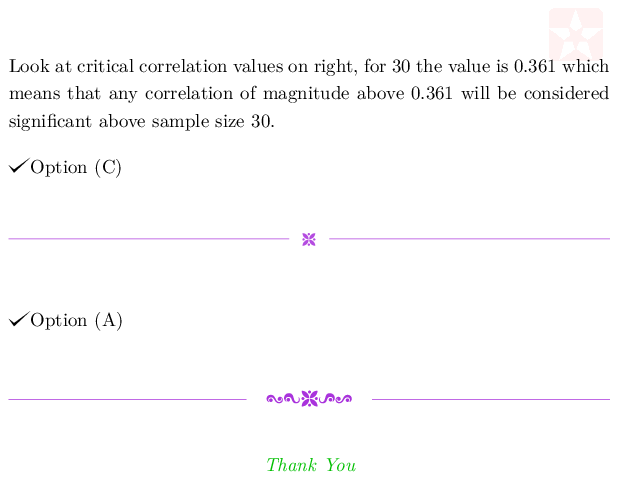 Look at critical correlation values on right, for 30 the value is 0.361 which
means that any correlation of magnitude above 0.361 will be considered
significant above sample size 30.
✓Option (C)
✓Option (A)
Thank You